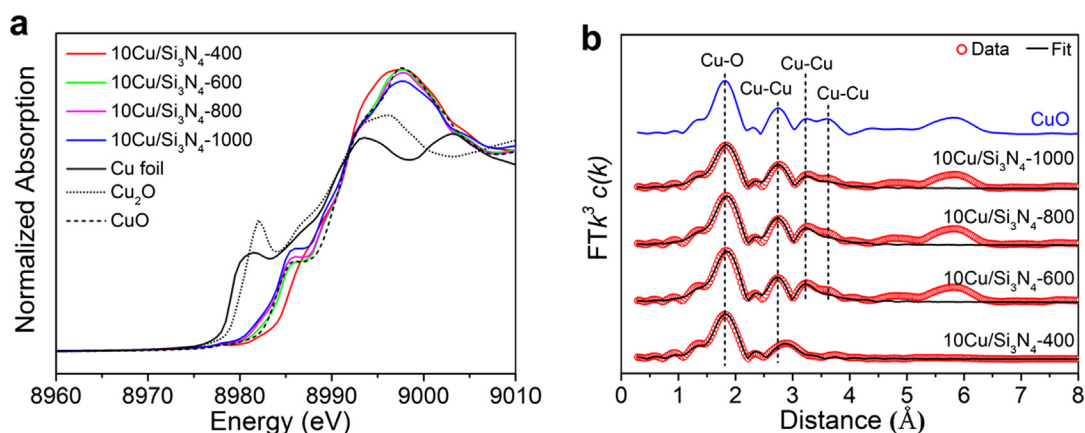 a
10Cu/Si₃N₄-400
10Cu/Si₃N₄-600
10Cu/Si₃N₄-800
10Cu/Si₃N₄-1000
Cu foil
Cu₂O
CuO
Normalized Absorption
8960 8970 8980 8990 9000 9010
Energy (eV)
b
Data Fit
Cu-O
Cu-Cu
Cu-Cu
Cu-Cu
CuO
10Cu/Si₃N₄-1000
10Cu/Si₃N₄-800
10Cu/Si₃N₄-600
10Cu/Si₃N₄-400
FTk³ c(k)
0 1 2 3 4 5 6 7 8
Distance (Å)